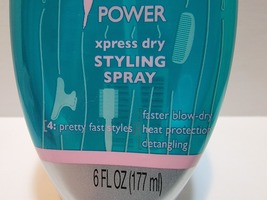 POWER
xpress dry
STYLING
SPRAY
[4: pretty fast styles
faster blow-dry
heat protection
detangling
6 FL OZ (177 ml)